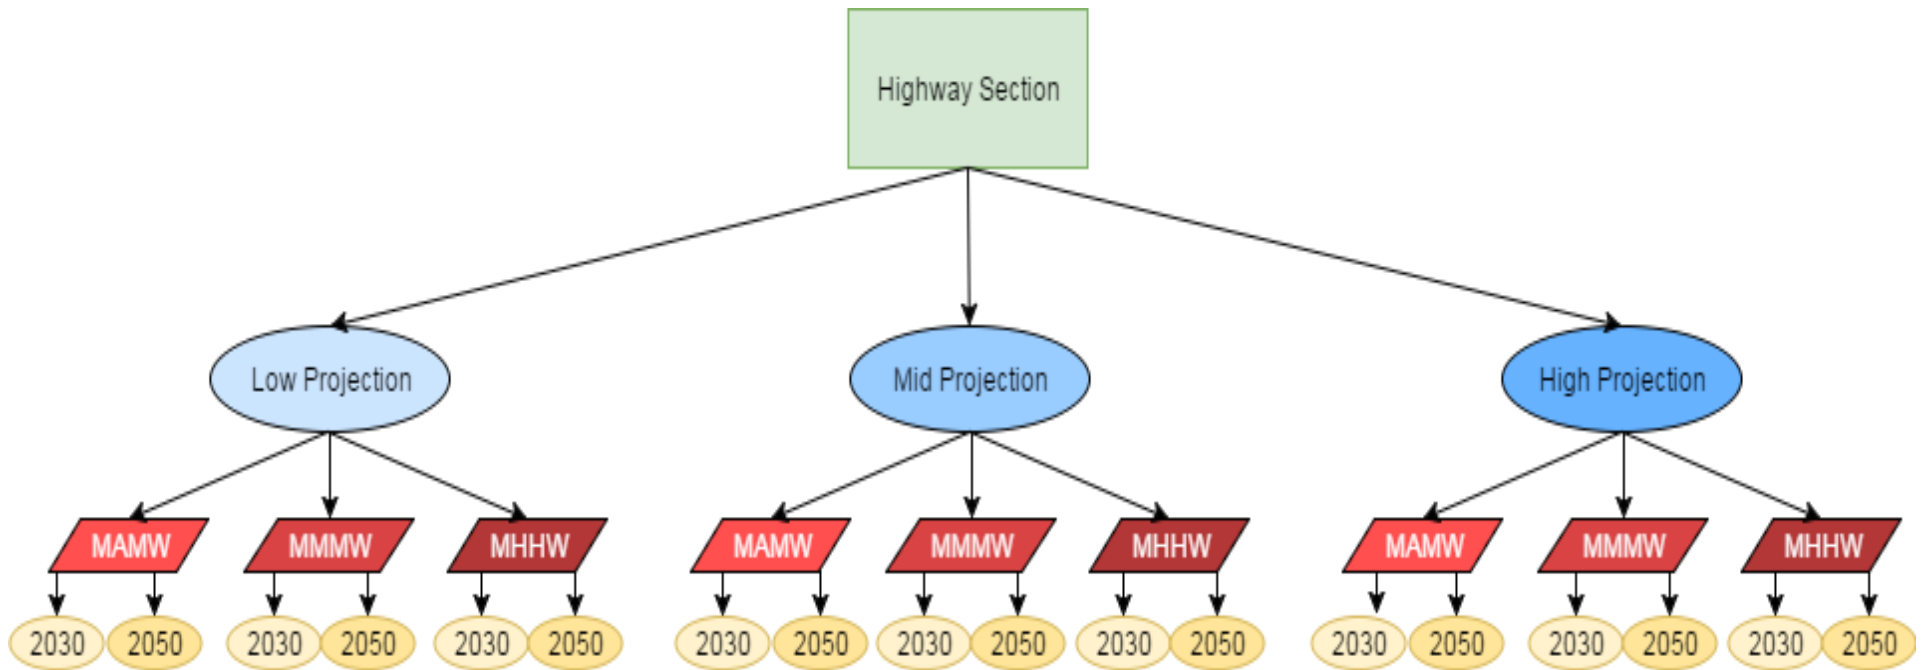 Highway Section
Low Projection Mid Projection High Projection
MAMW MMMW MHHW MAMW MMMW MHHW MAMW MMMW MHHW
2030 2050 2030 2050 2030 2050 2030 2050 2030 2050 2030 2050 2030 2050 2030 2050 2030 2050